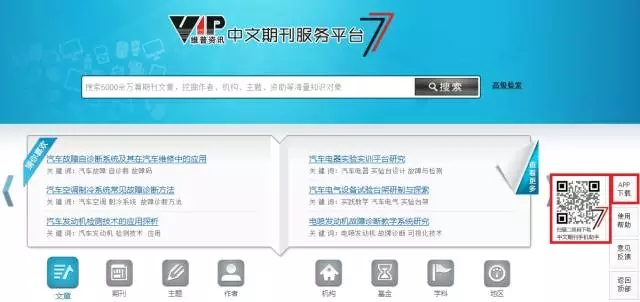 VIP
维普资讯
中文期刊服务平台
7
搜索6000余万篇期刊文章，挖掘作者、机构、主题、资助等海量知识对象
搜索
高级检索
猜你喜欢
汽车故障自诊断系统及其在汽车维修中的应用
关 键 词: 汽车故障 自诊断 故障码
汽车空调制冷系统常见故障诊断方法
关 键 词: 汽车空调 制冷系统 故障诊断方法
汽车发动机检测技术的应用探析
关 键 词: 汽车发动机 检测技术 应用
汽车电器实验实训平台研究
关 键 词: 汽车电器 实验台设计 故障与检测
汽车电气设备试验台架研制与探索
关 键 词: 实践教学 汽车电气 实验台架
电喷发动机故障诊断教学系统研究
关 键 词: 电喷发动机 故障诊断 可视化技术
查看更多
7
扫描二维码下载
中文期刊手机助手
APP
下载
使用
帮助
意见
反馈
返回
顶部
文章
期刊
主题
作者
机构
基金
学科
地区